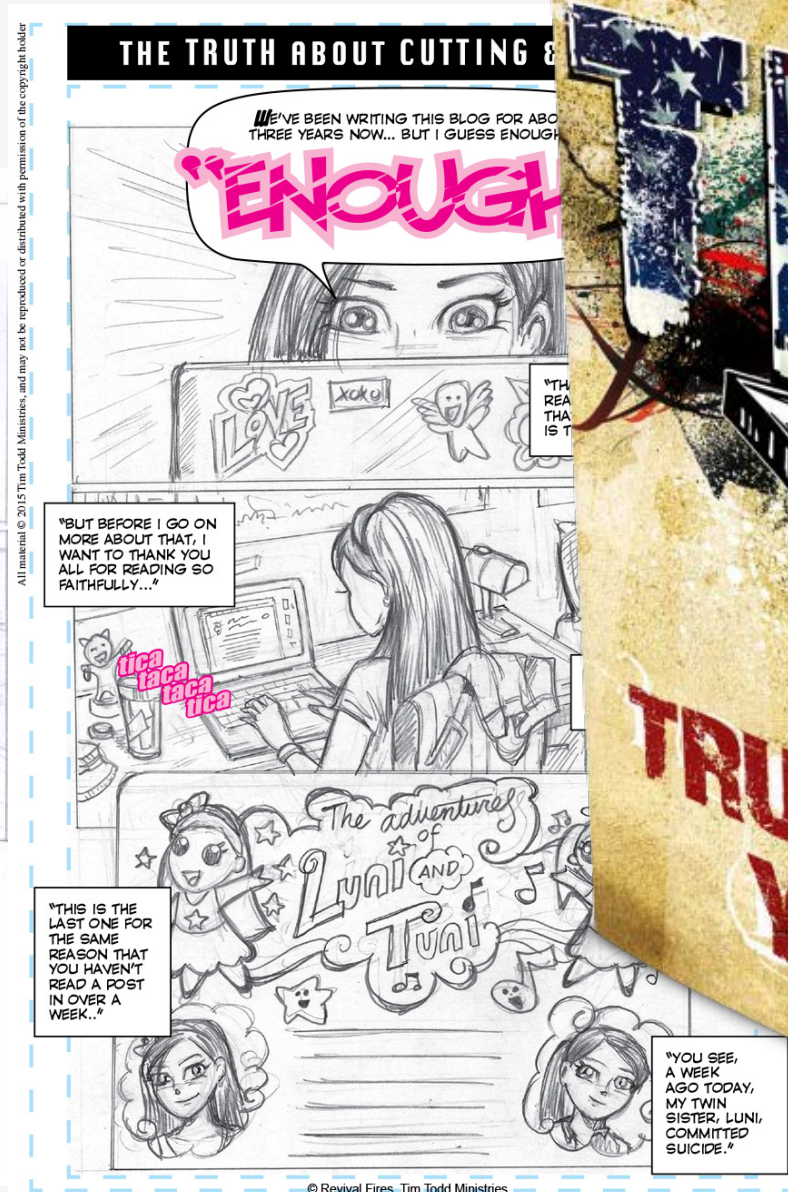 THE TRUTH ABOUT CUTTING &
All material © 2015 Tim Todd Ministries, and may not be reproduced or distributed with permission of the copyright holder
WE'VE BEEN WRITING THIS BLOG FOR ABO
THREE YEARS NOW... BUT I GUESS ENOUGH
"ENOUGH
LOVE
xoxo
"THA
REA
THA
IS T
"BUT BEFORE I GO ON
MORE ABOUT THAT, I
WANT TO THANK YOU
ALL FOR READING SO
FAITHFULLY..."
tica
taca
taca
tica
The adventures
of
Luni AND
Tuni
"THIS IS THE
LAST ONE FOR
THE SAME
REASON THAT
YOU HAVEN'T
READ A POST
IN OVER A
WEEK.."
"YOU SEE,
A WEEK
AGO TODAY,
MY TWIN
SISTER, LUNI,
COMMITTED
SUICIDE."
T
TRU
Y
© Revival Fires, Tim Todd Ministries